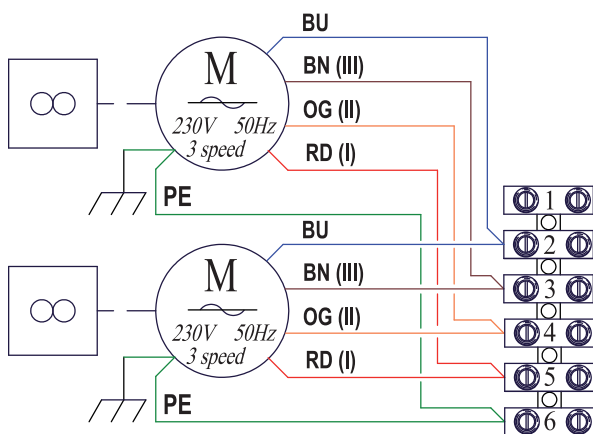 BU
M
BN (III)
230V 50Hz
OG (II)
3 speed
RD (I)
PE
1
BU
2
M
BN (III)
3
230V 50Hz
OG (II)
4
3 speed
RD (I)
5
PE
6